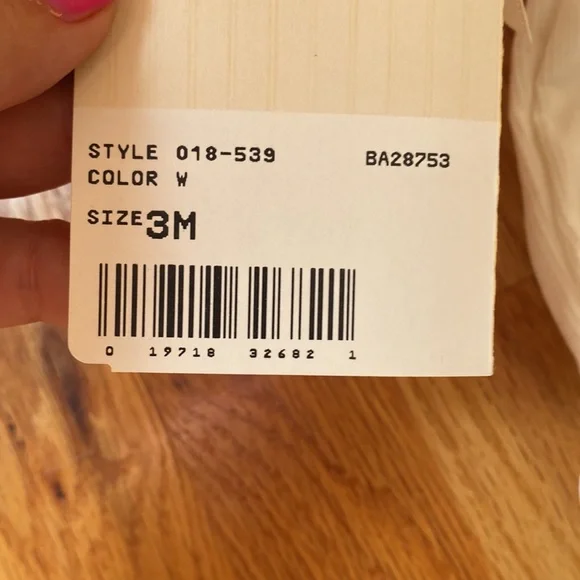 STYLE 018-539 BA28753
COLOR W
SIZE 3M
0 19718 32682 1